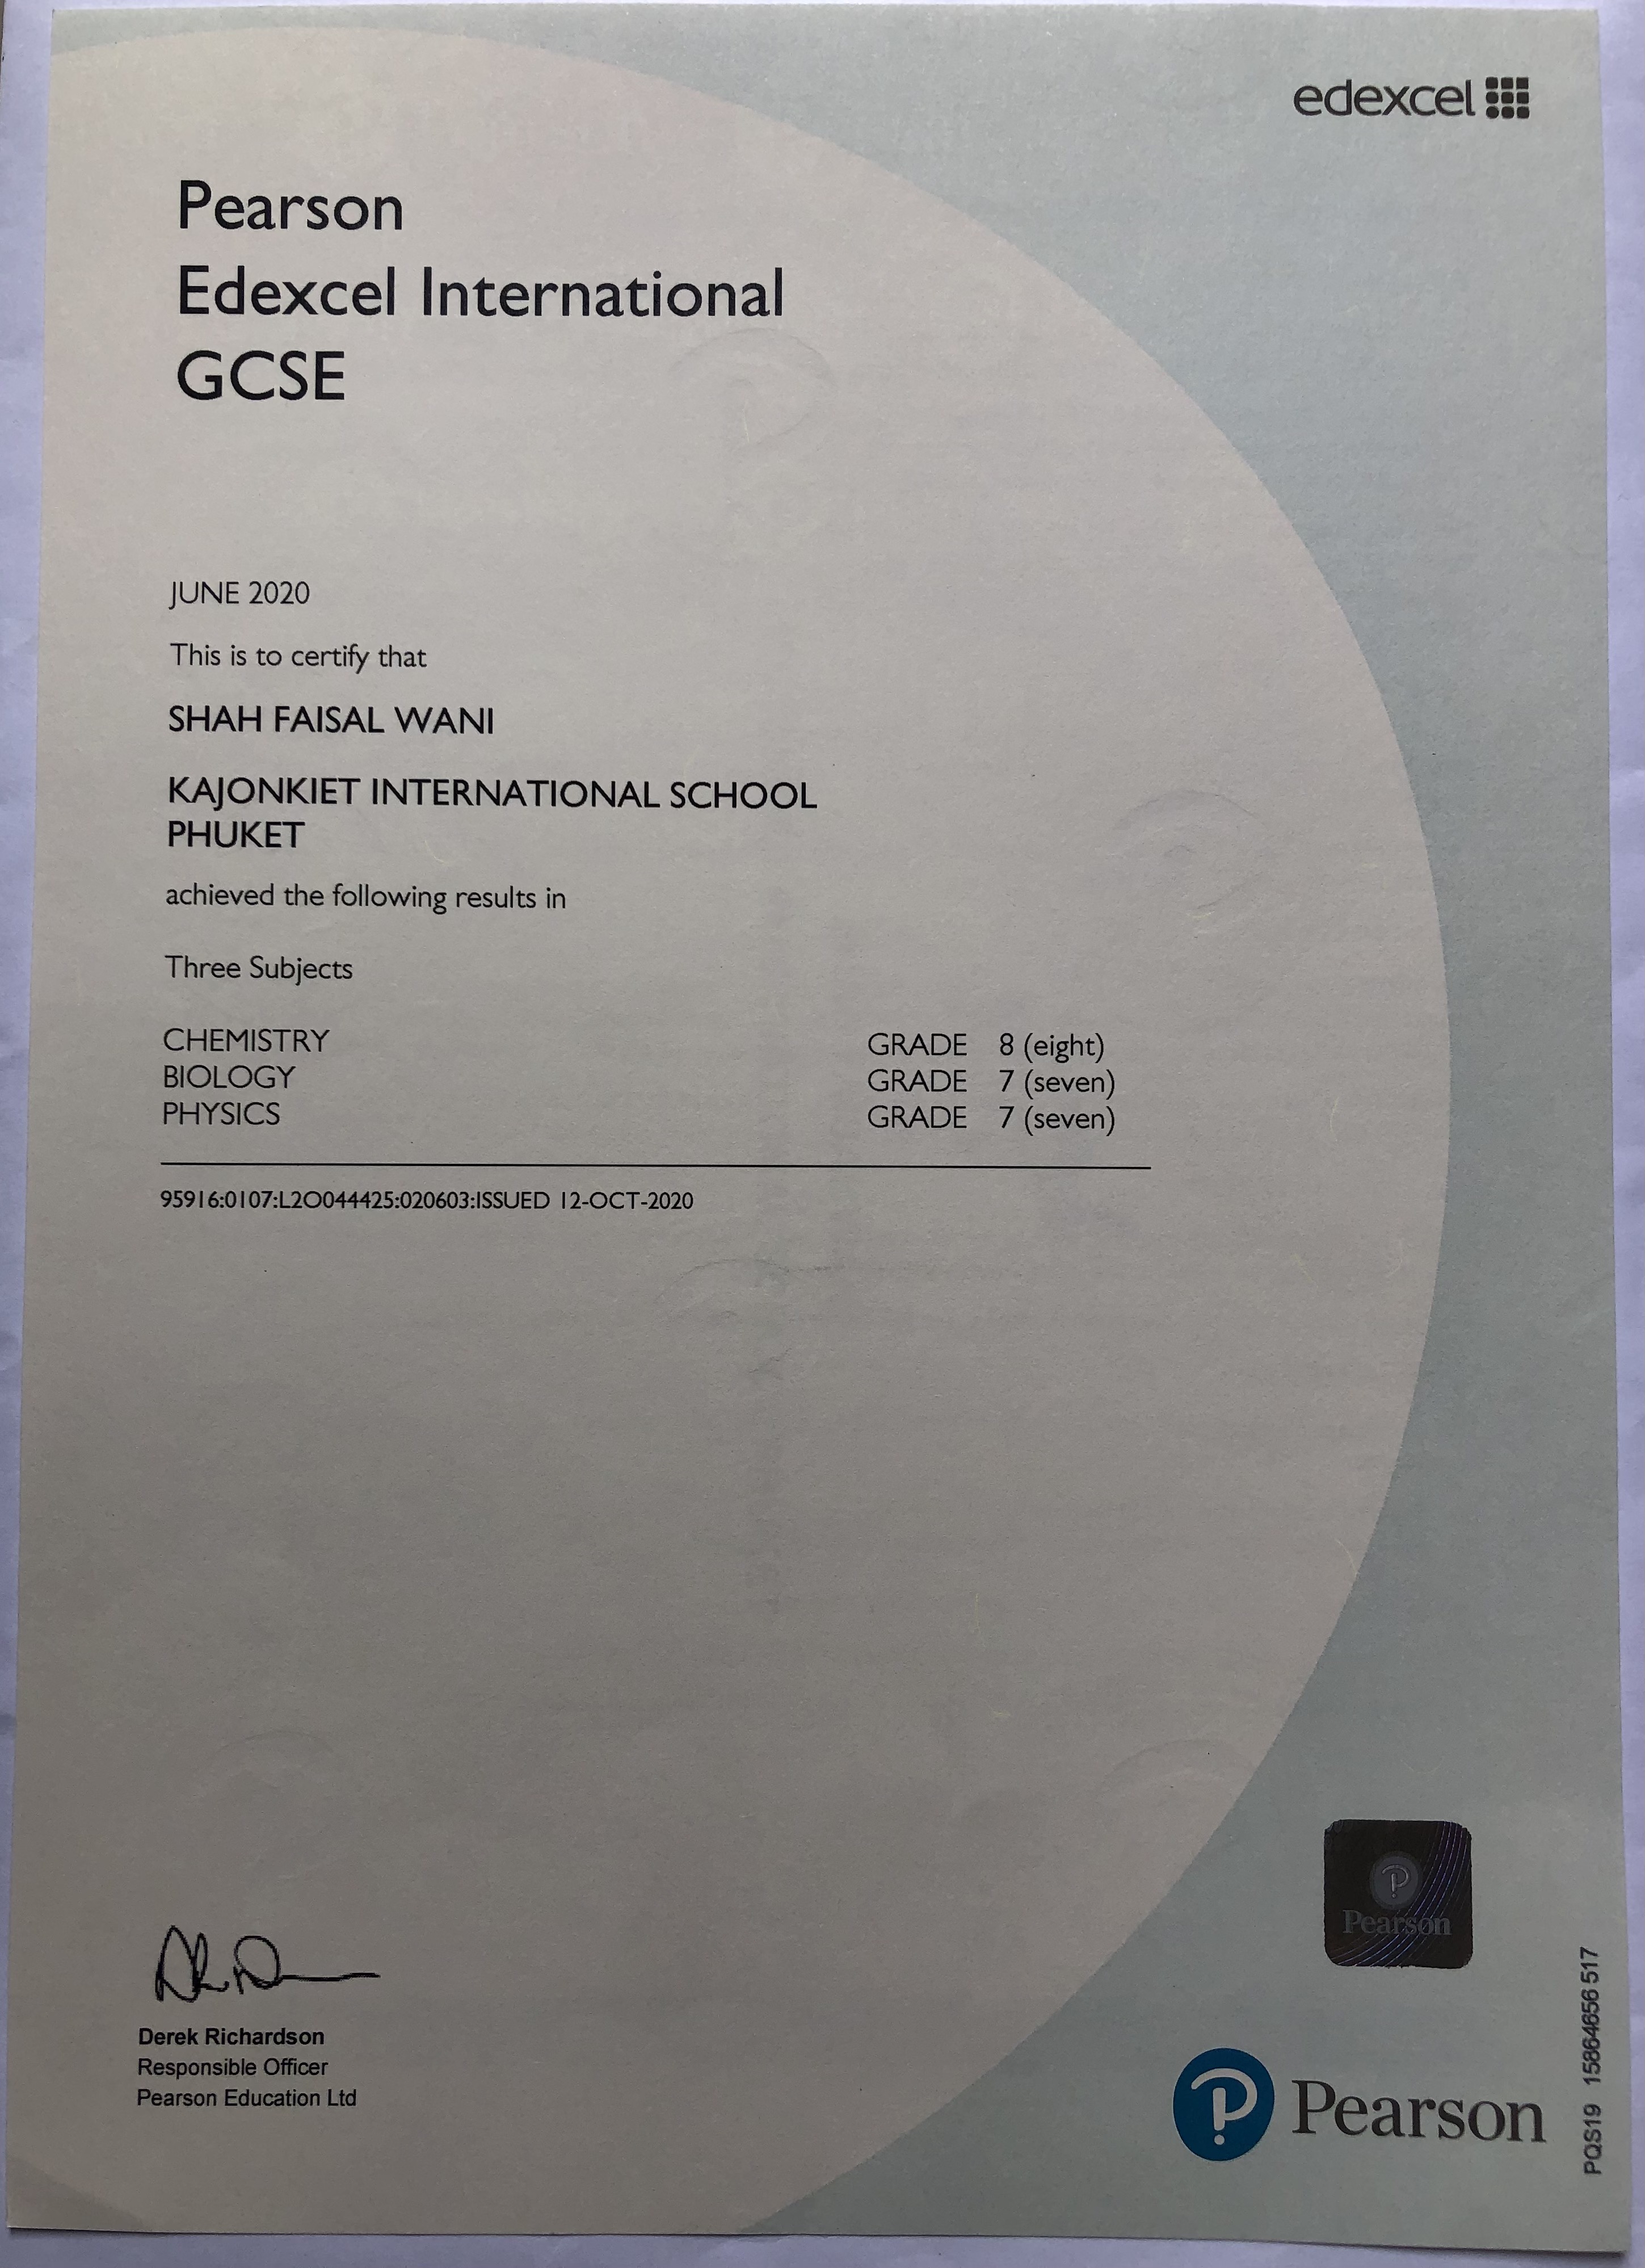 edexcel
Pearson
Edexcel International
GCSE
JUNE 2020
This is to certify that
SHAH FAISAL WANI
KAJONKIET INTERNATIONAL SCHOOL
PHUKET
achieved the following results in
Three Subjects
CHEMISTRY GRADE 8 (eight)
BIOLOGY GRADE 7 (seven)
PHYSICS GRADE 7 (seven)
95916:0107:L2O044425:020603:ISSUED 12-OCT-2020
Pearson
Derek Richardson
Responsible Officer
Pearson Education Ltd
Pearson
PQS19 15864656 517